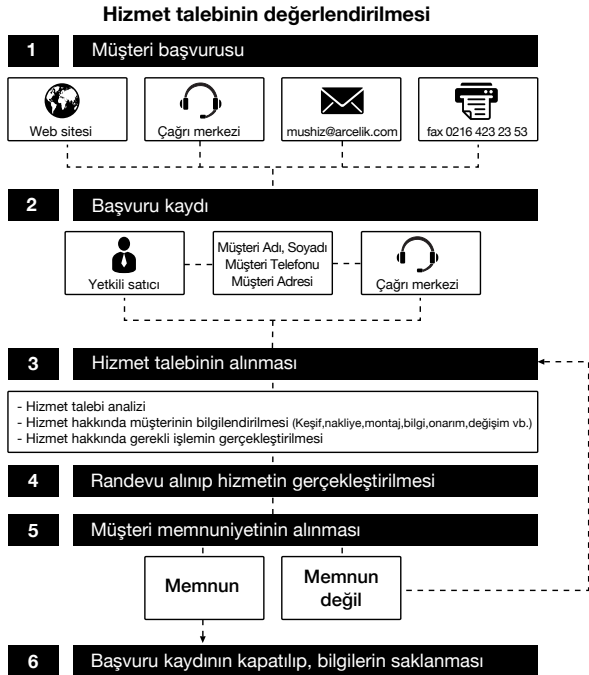 Hizmet talebinin değerlendirilmesi
1 Müşteri başvurusu
Web sitesi
Çağrı merkezi
mushiz@arcelik.com
fax 0216 423 23 53
2 Başvuru kaydı
Yetkili satıcı
Müşteri Adı, Soyadı
Müşteri Telefonu
Müşteri Adresi
Çağrı merkezi
3 Hizmet talebinin alınması
- Hizmet talebi analizi
- Hizmet hakkında müşterinin bilgilendirilmesi (Keşif,nakliye,montaj,bilgi,onarım,değişim vb.)
- Hizmet hakkında gerekli işlemin gerçekleştirilmesi
4 Randevu alınıp hizmetin gerçekleştirilmesi
5 Müşteri memnuniyetinin alınması
Memnun
Memnun
değil
6 Başvuru kaydının kapatılıp, bilgilerin saklanması